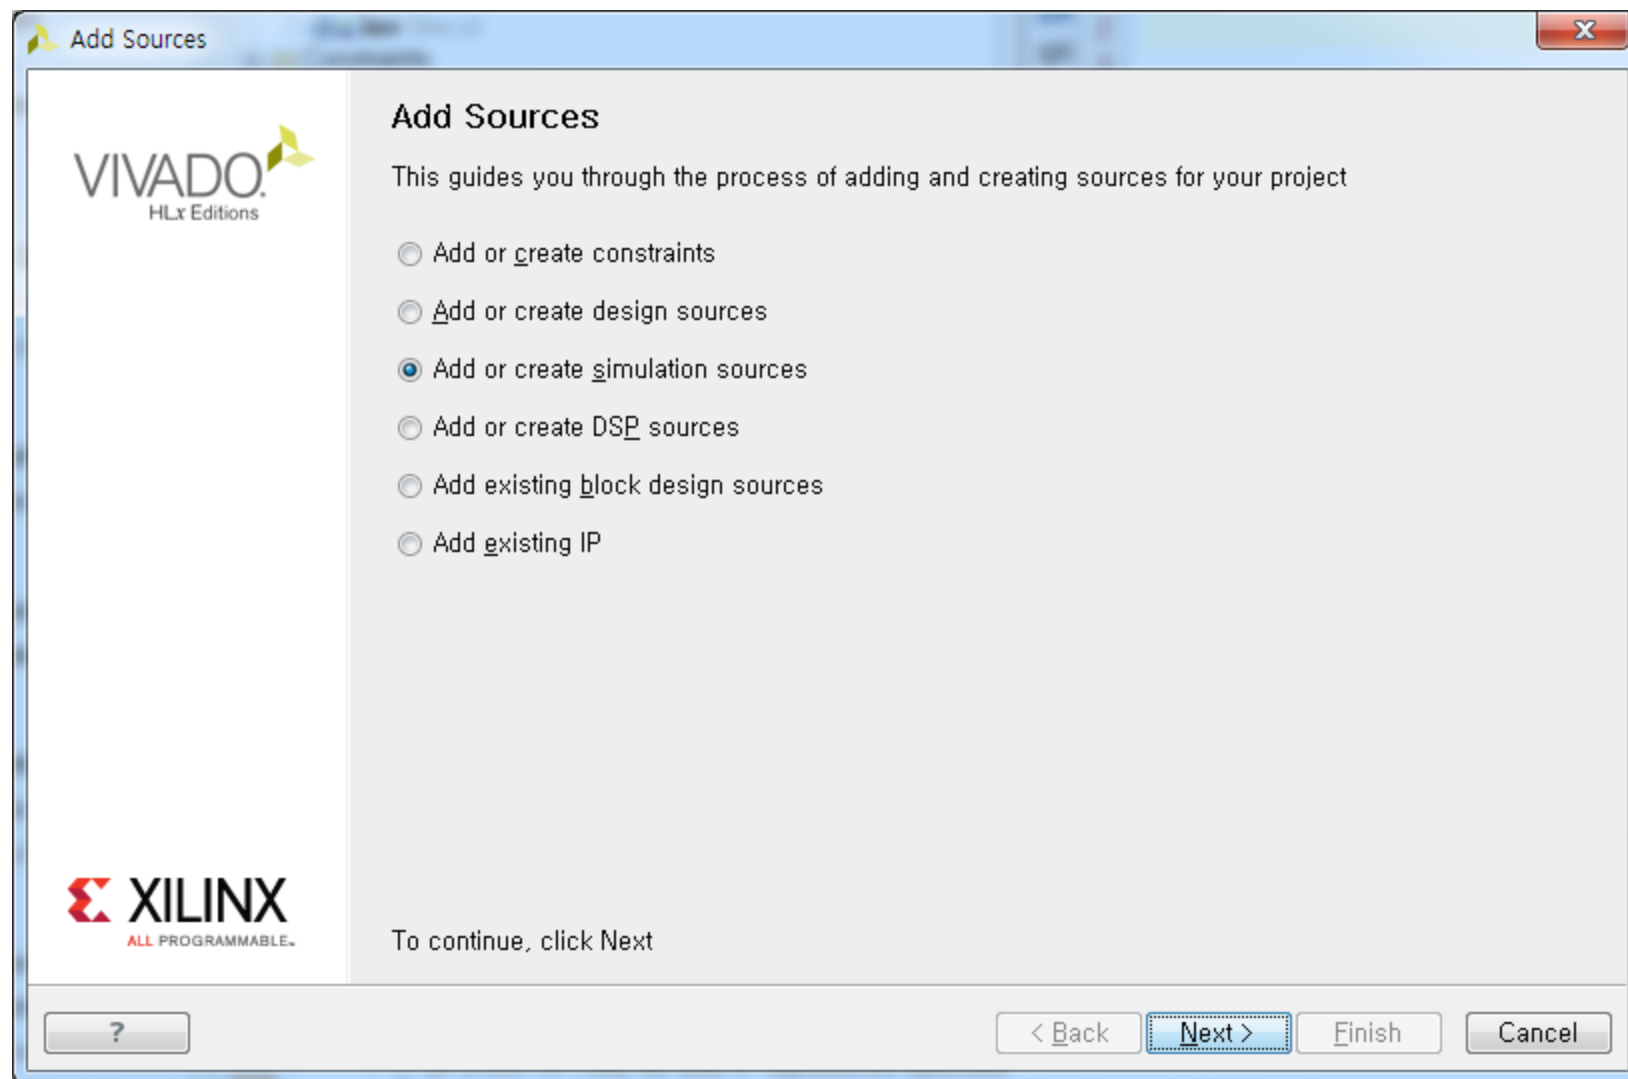 Add Sources
VIVADO.
HLx Editions
Add Sources
This guides you through the process of adding and creating sources for your project
Add or create constraints
Add or create design sources
Add or create simulation sources
Add or create DSP sources
Add existing block design sources
Add existing IP
XILINX
ALL PROGRAMMABLE.
To continue, click Next
?
< Back
Next >
Finish
Cancel